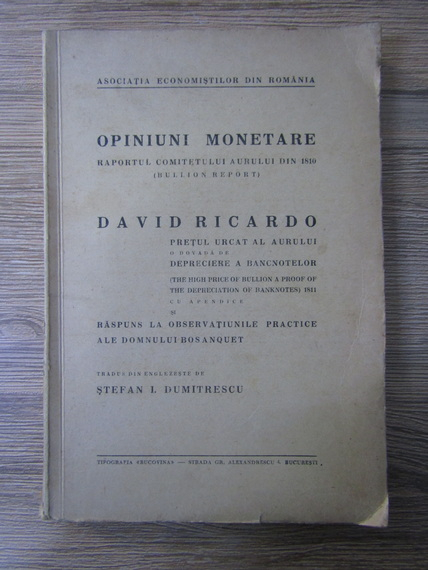 ASOCIAȚIA ECONOMIȘTILOR DIN ROMÂNIA
OPINIUNI MONETARE
RAPORTUL COMITETULUI AURULUI DIN 1810
(BULLION REPORT)
DAVID RICARDO
PREȚUL URCAT AL AURULUI
O DOVADĂ DE
DEPRECIERE A BANCNOTELOR
(THE HIGH PRICE OF BULLION A PROOF OF
THE DEPRECIATION OF BANKNOTES) 1811
CU APENDICE
ȘI
RĂSPUNS LA OBSERVAȚIUNILE PRACTICE
ALE DOMNULUI BOSANQUET
TRADUS DIN ENGLEZEȘTE DE
ȘTEFAN I. DUMITRESCU
TIPOGRAFIA «BUCOVINA» — STRADA GR. ALEXANDRESCU 4. BUCUREȘTI